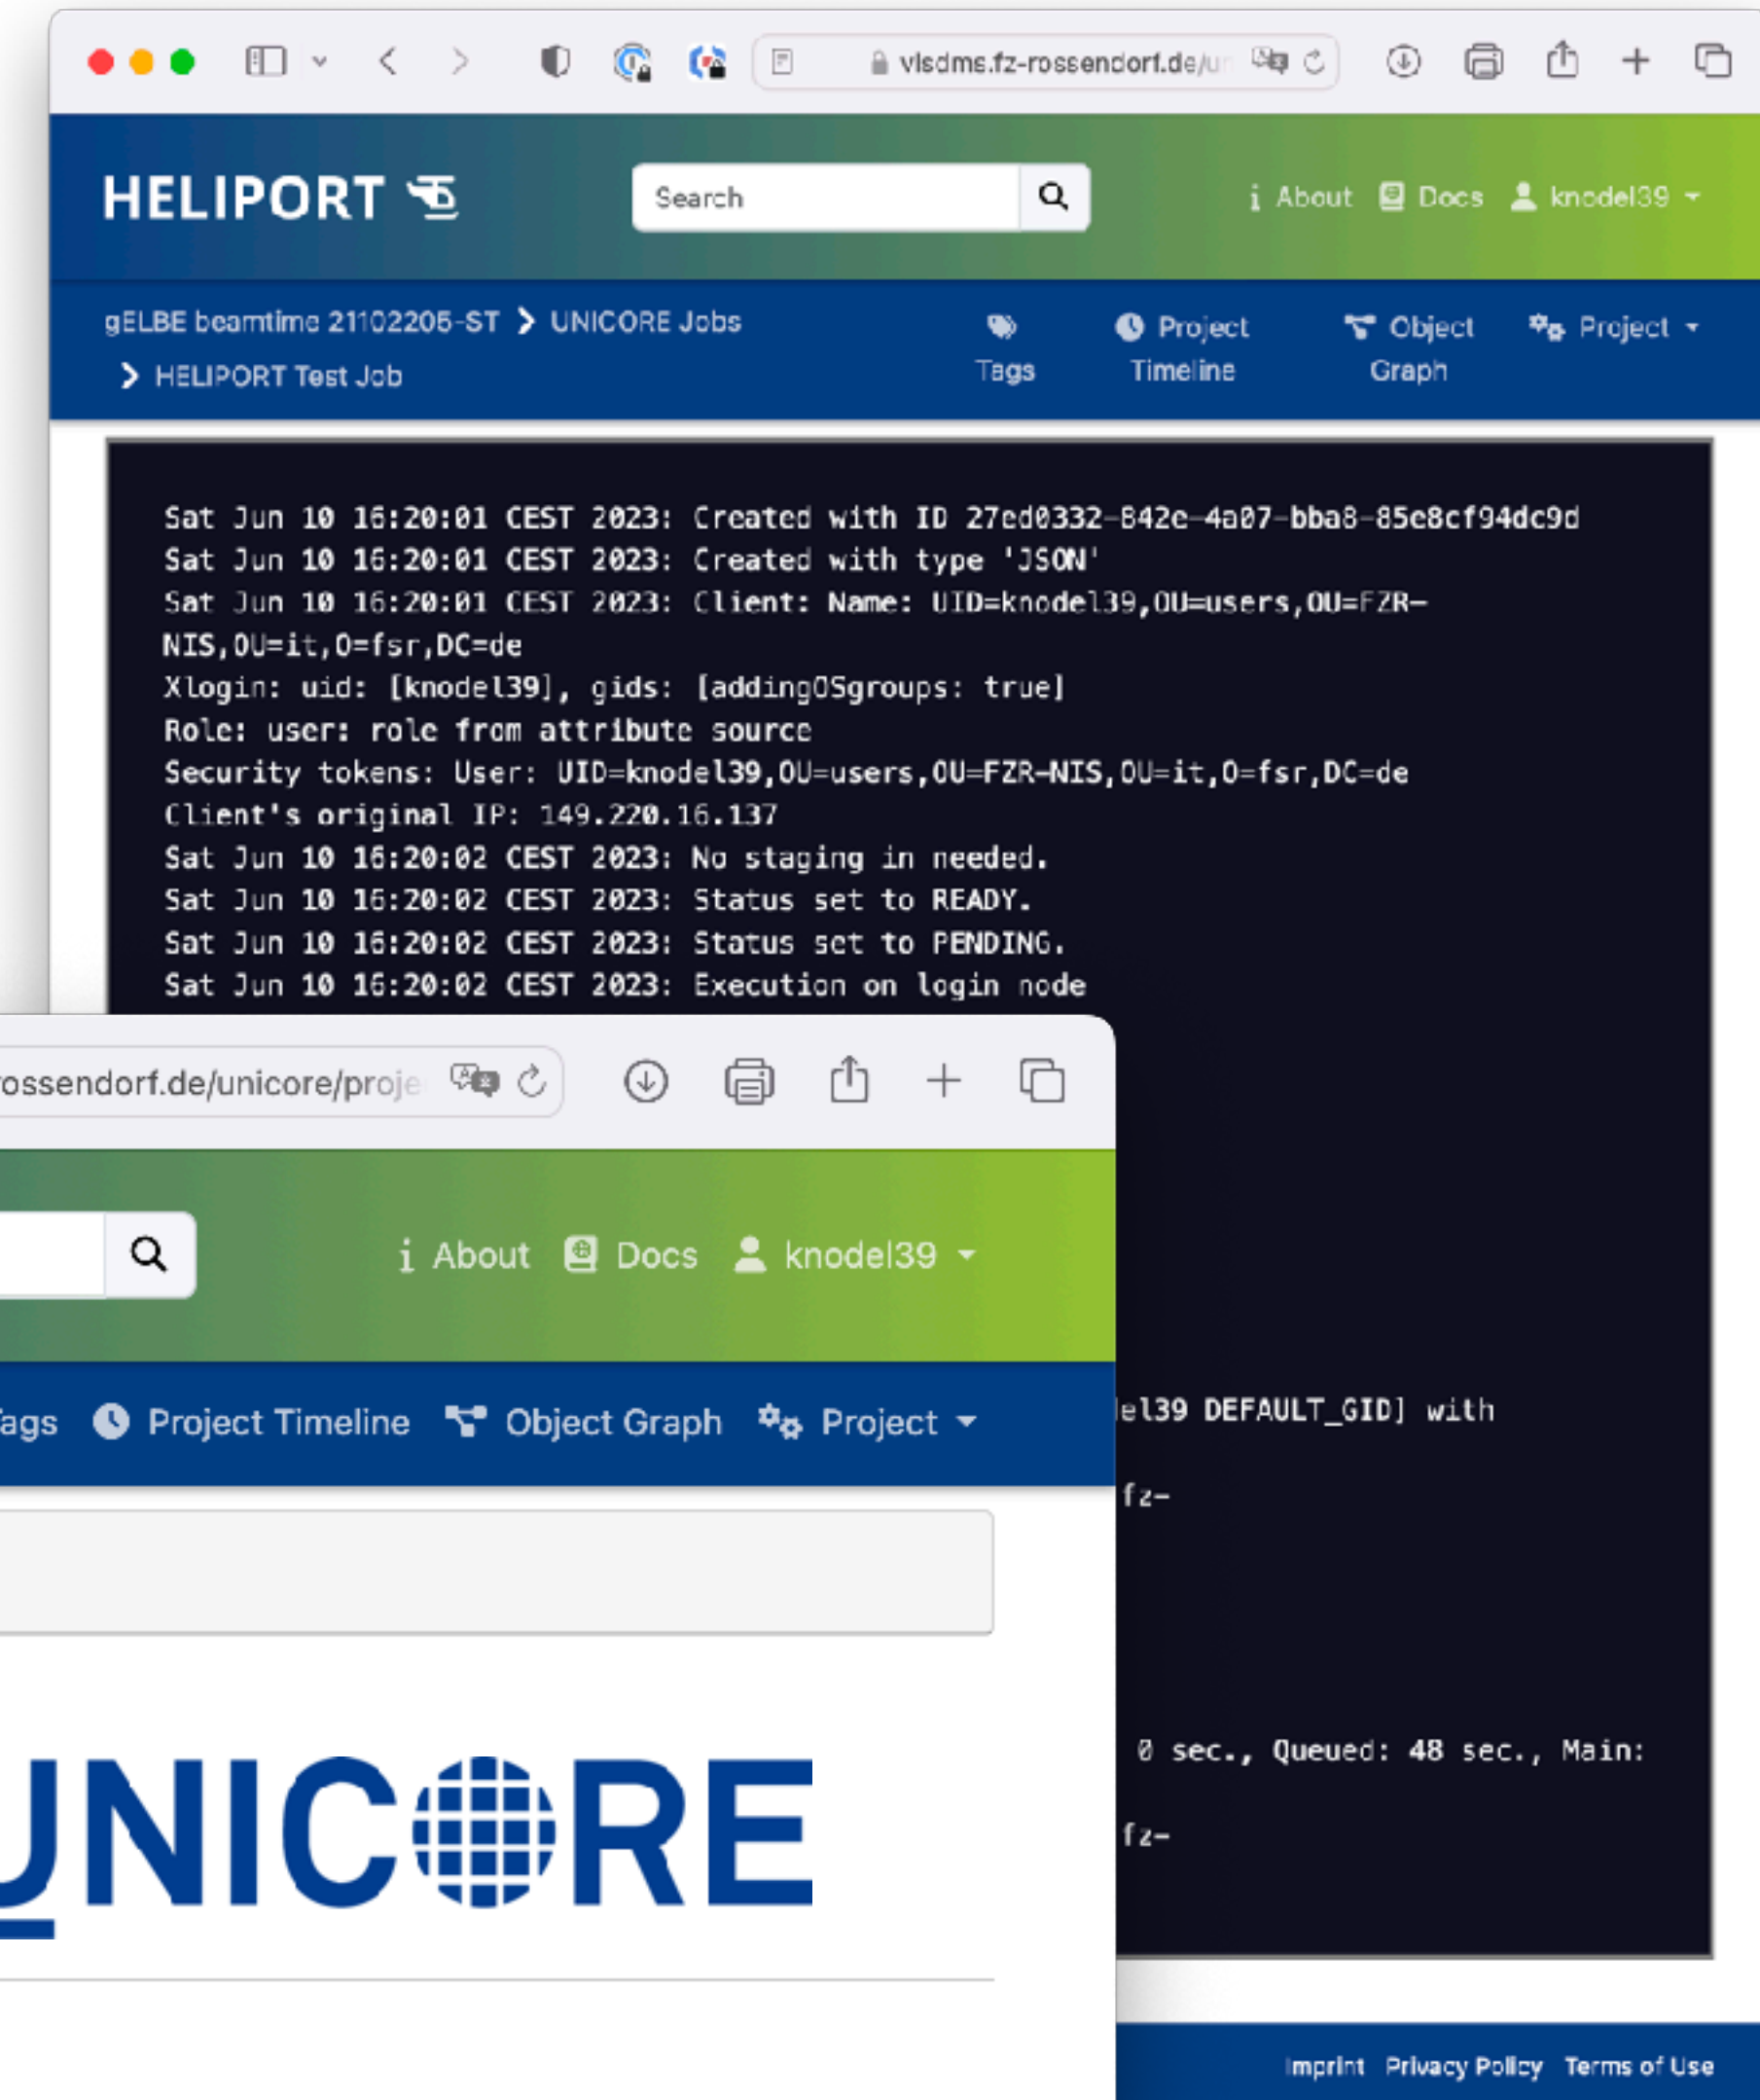 vlsdms.fz-rossendorf.de/un
HELIPORT
Search
About Docs knodel39
gELBE beamtime 21102205-ST UNICORE Jobs
HELIPORT Test Job
Tags
Project Timeline
Object Graph
Project
Sat Jun 10 16:20:01 CEST 2023: Created with ID 27ed0332-842e-4a07-bba8-85e8cf94dc9d
Sat Jun 10 16:20:01 CEST 2023: Created with type 'JSON'
Sat Jun 10 16:20:01 CEST 2023: Client: Name: UID=knodel39,OU=users,OU=FZR-
NIS,OU=it,O=fsr,DC=de
Xlogin: uid: [knodel39], gids: [addingOSgroups: true]
Role: user: role from attribute source
Security tokens: User: UID=knodel39,OU=users,OU=FZR-NIS,OU=it,O=fsr,DC=de
Client's original IP: 149.220.16.137
Sat Jun 10 16:20:02 CEST 2023: No staging in needed.
Sat Jun 10 16:20:02 CEST 2023: Status set to READY.
Sat Jun 10 16:20:02 CEST 2023: Status set to PENDING.
Sat Jun 10 16:20:02 CEST 2023: Execution on login node
rossendorf.de/unicore/proje
About Docs knodel39
ags Project Timeline Object Graph Project
el39 DEFAULT_GID] with
fz-
UNICORE
0 sec., Queued: 48 sec., Main:
fz-
Imprint Privacy Policy Terms of Use